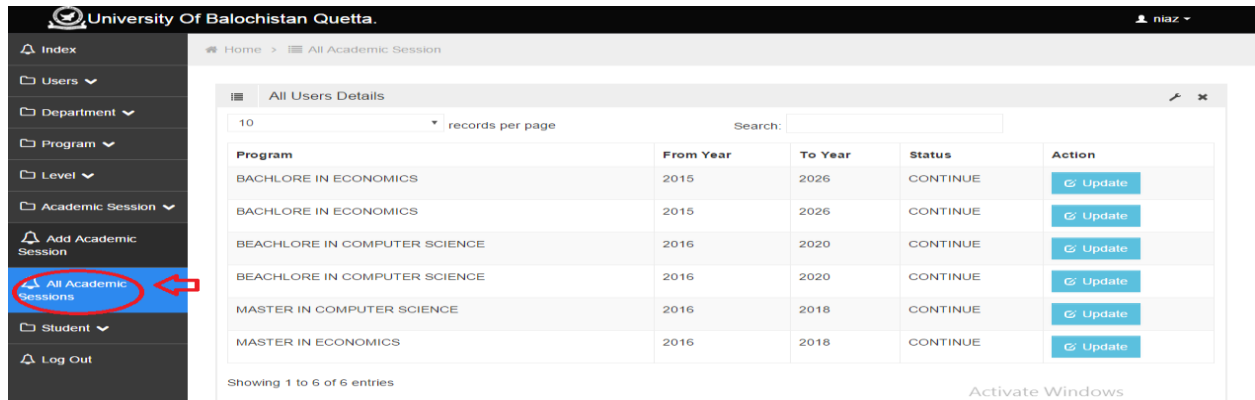 University Of Balochistan Quetta.
niaz
Index
Home > All Academic Session
Users
All Users Details
Department
10 records per page Search:
Program
Program From Year To Year Status Action
Level
BACHLORE IN ECONOMICS 2015 2026 CONTINUE Update
Academic Session
BACHLORE IN ECONOMICS 2015 2026 CONTINUE Update
Add Academic
Session
BEACHLORE IN COMPUTER SCIENCE 2016 2020 CONTINUE Update
All Academic
Sessions
BEACHLORE IN COMPUTER SCIENCE 2016 2020 CONTINUE Update
MASTER IN COMPUTER SCIENCE 2016 2018 CONTINUE Update
Student
MASTER IN ECONOMICS 2016 2018 CONTINUE Update
Log Out
Showing 1 to 6 of 6 entries
Activate Windows